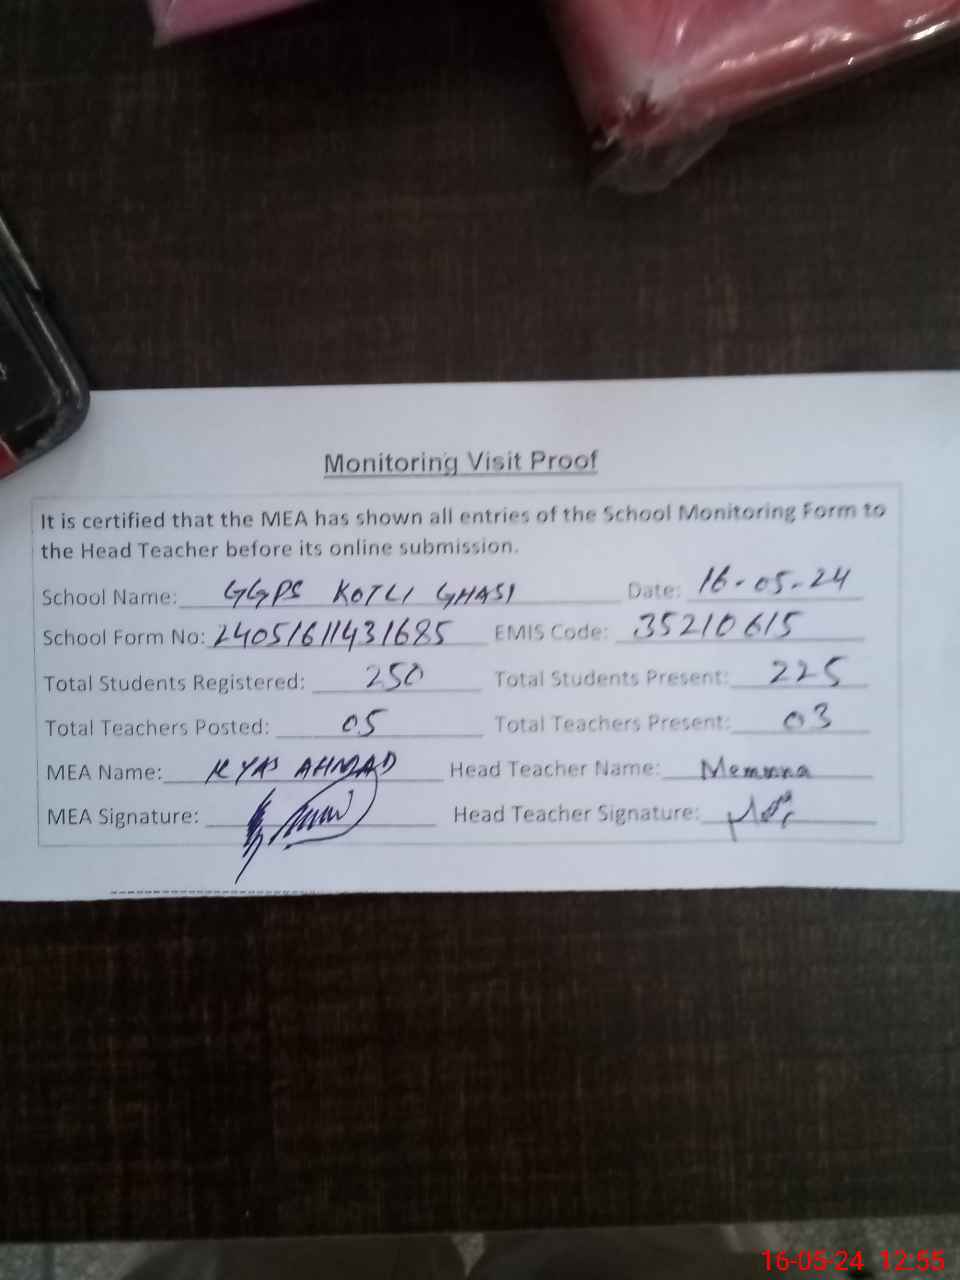 Monitoring Visit Proof
It is certified that the MEA has shown all entries of the School Monitoring Form to
the Head Teacher before its online submission.
School Name: GGPS KOTLI GHASI Date: 16-05-24
School Form No: 24051611431685 EMIS Code: 35210615
Total Students Registered: 250 Total Students Present: 225
Total Teachers Posted: 05 Total Teachers Present: 03
MEA Name: AHMAD Head Teacher Name: Memona
MEA Signature: Head Teacher Signature:
16-05-24 12:55